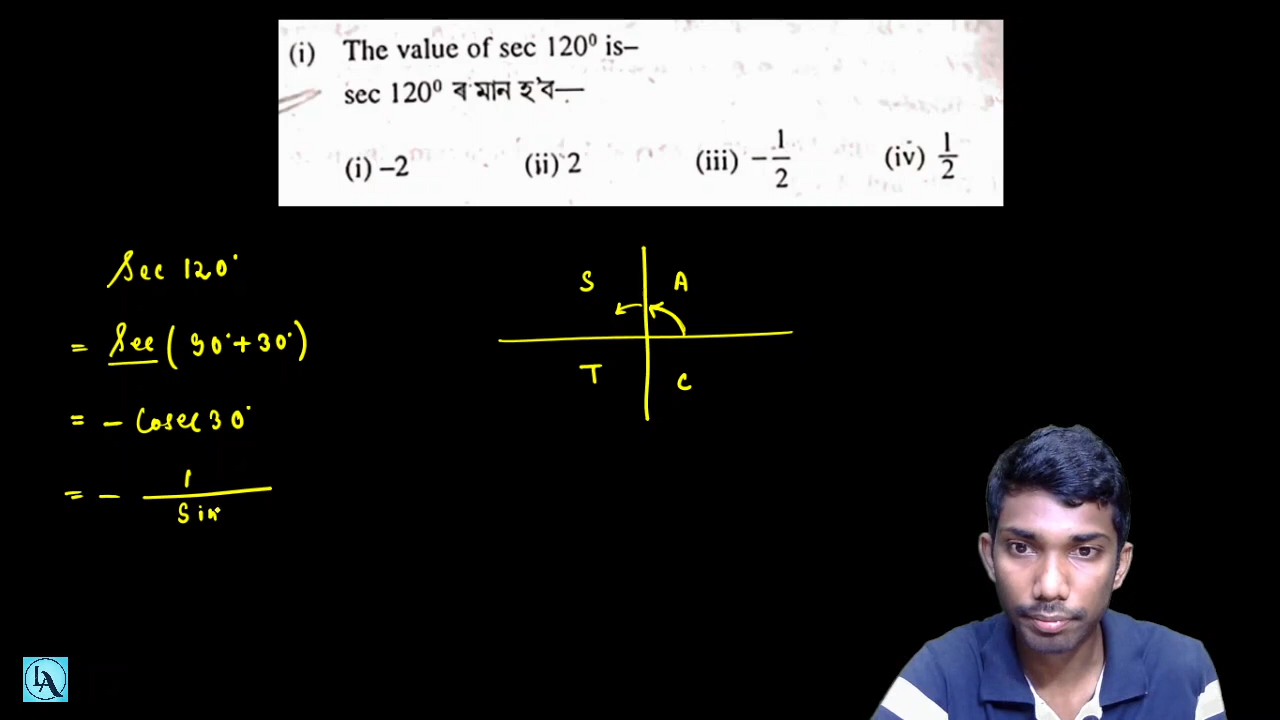 (i) The value of sec 120⁰ is–
sec 120⁰ ৰ মান হ'ব—
(i) –2 (ii) 2 (iii) –1/2 (iv) 1/2
Sec 120°
= Sec (90°+30°)
= – Cosec 30°
= – 1/Sin
S A
T C
LA